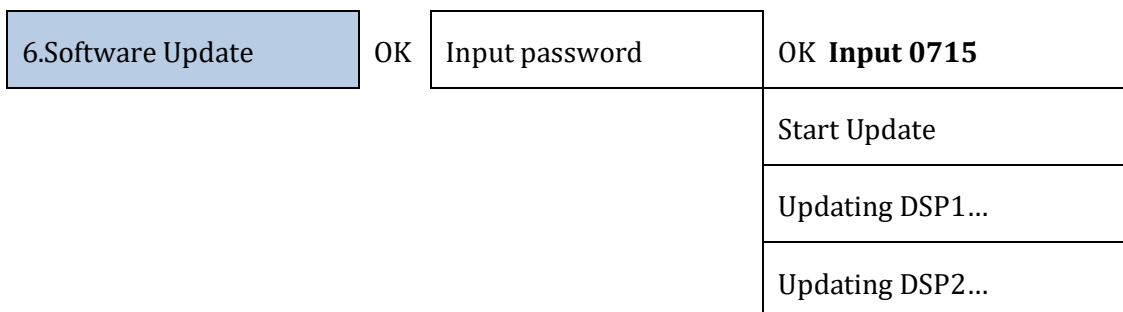 6.Software Update OK Input password OK Input 0715
Start Update
Updating DSP1…
Updating DSP2…